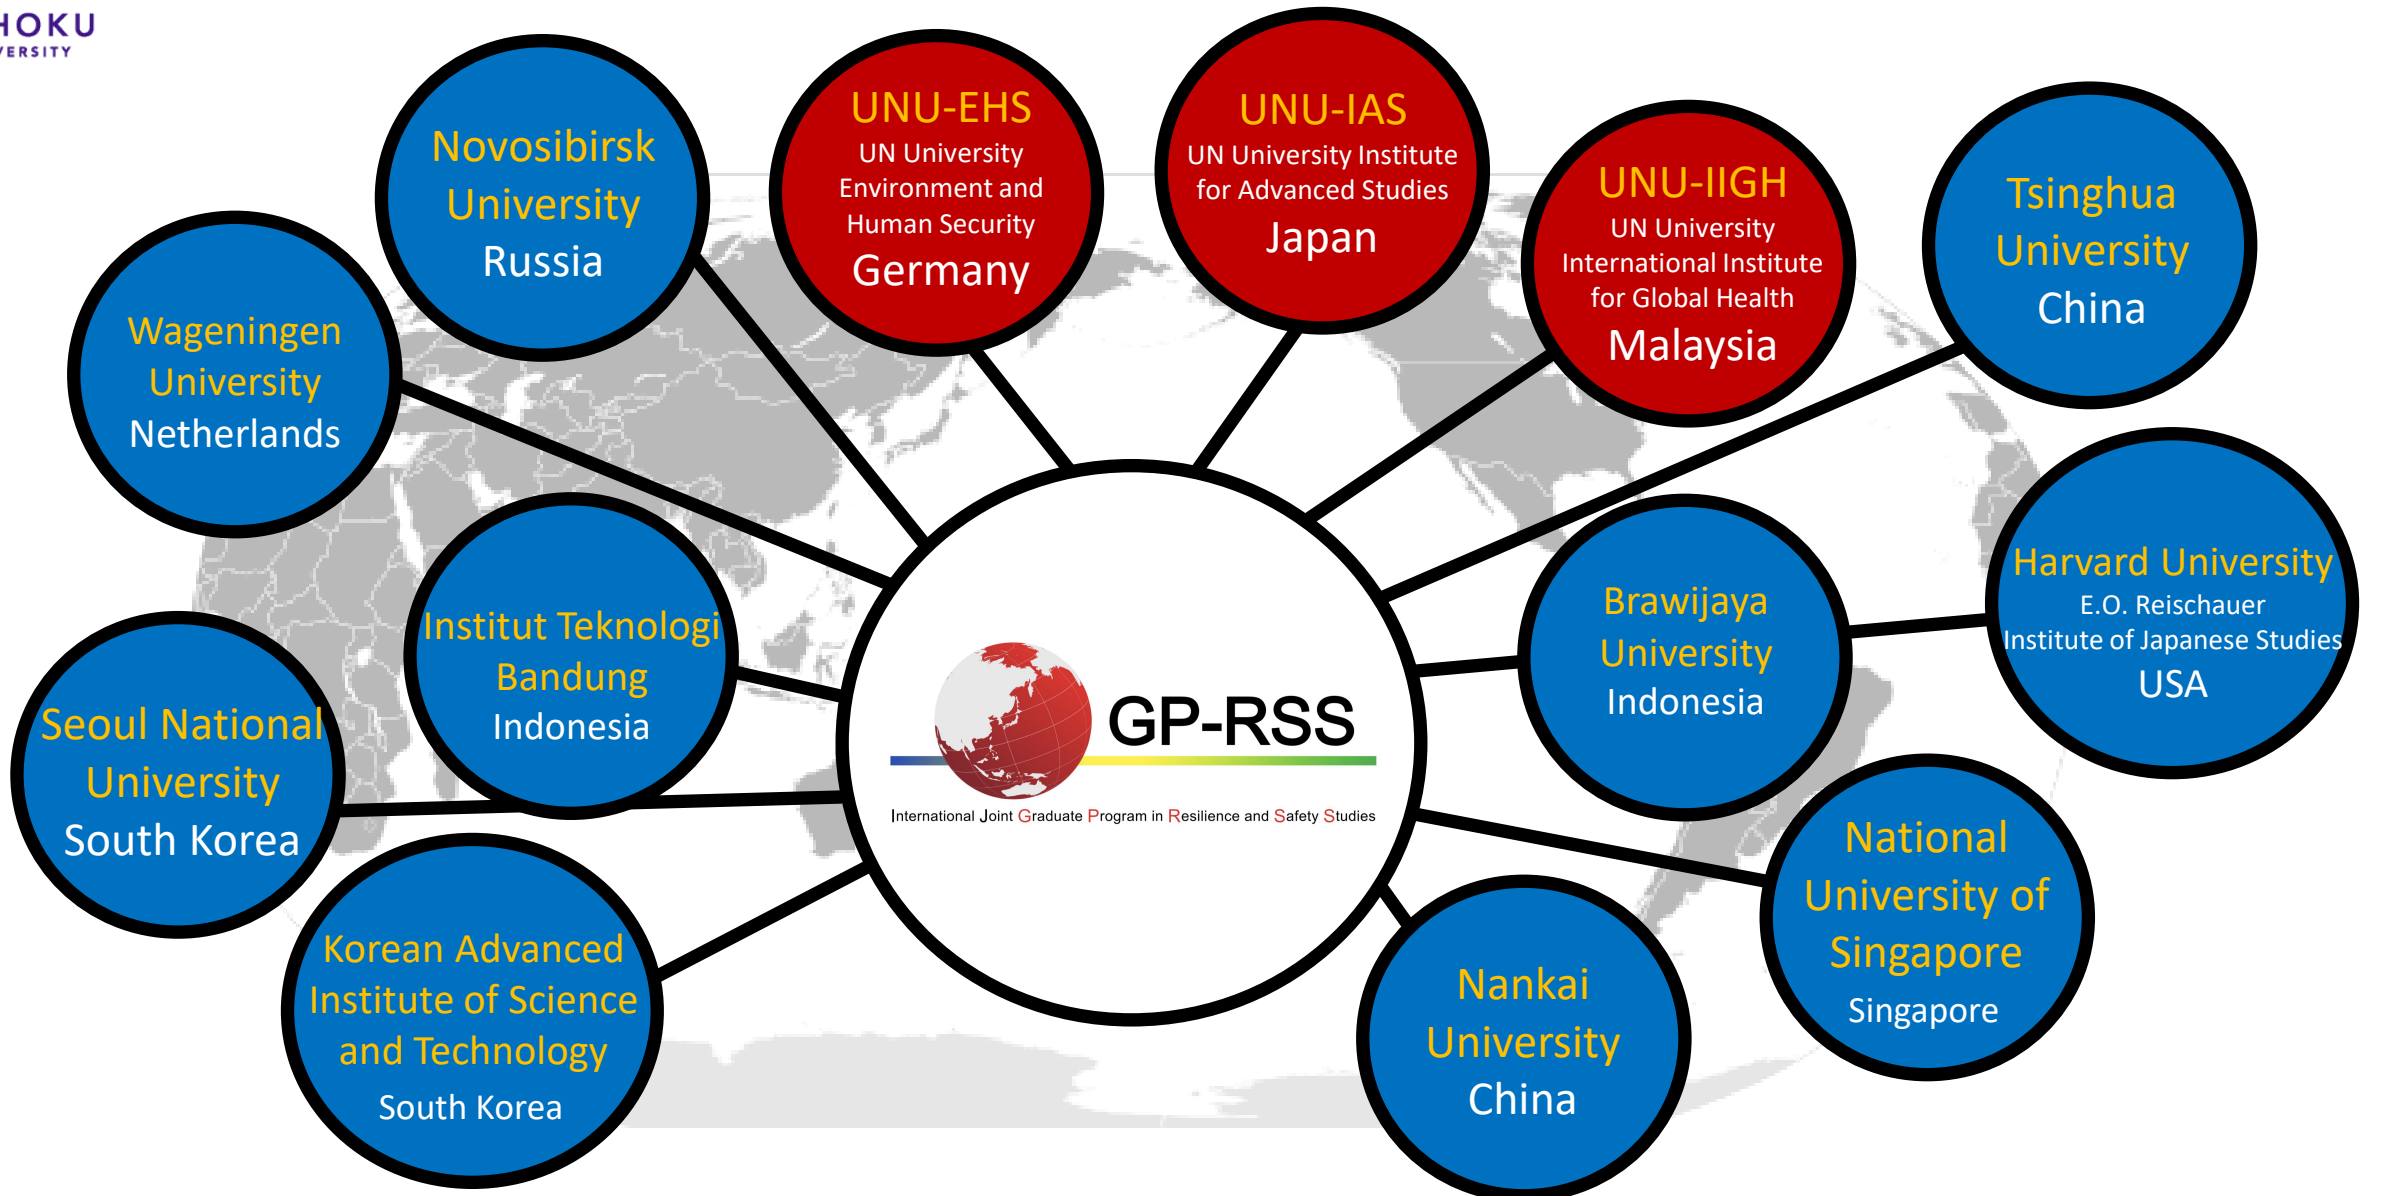 HOKU
VERSITY
Novosibirsk
University
Russia
UNU-EHS
UN University
Environment and
Human Security
Germany
UNU-IAS
UN University Institute
for Advanced Studies
Japan
UNU-IIGH
UN University
International Institute
for Global Health
Malaysia
Tsinghua
University
China
Wageningen
University
Netherlands
Institut Teknologi
Bandung
Indonesia
Brawijaya
University
Indonesia
Harvard University
E.O. Reischauer
Institute of Japanese Studies
USA
Seoul National
University
South Korea
GP-RSS
International Joint Graduate Program in Resilience and Safety Studies
National
University of
Singapore
Singapore
Korean Advanced
Institute of Science
and Technology
South Korea
Nankai
University
China